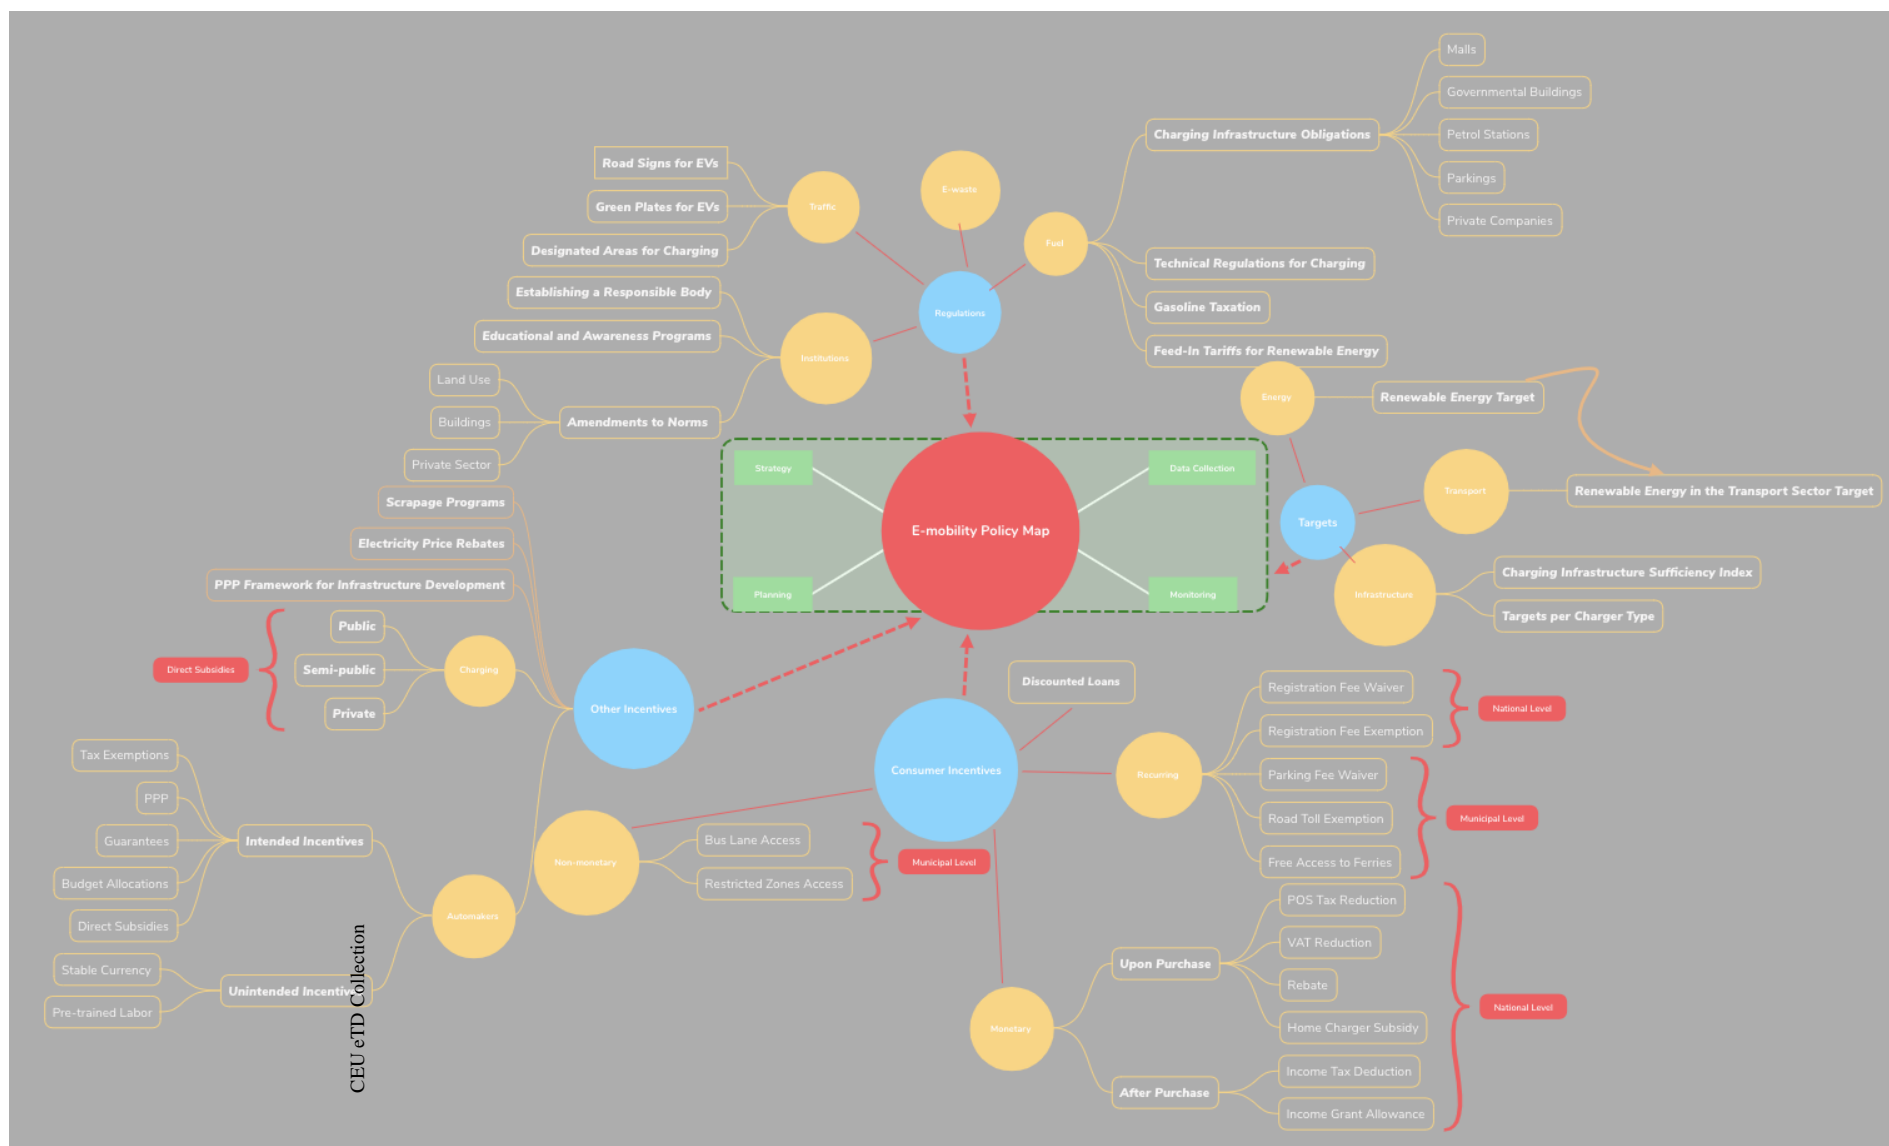 Malls
Governmental Buildings
Charging Infrastructure Obligations
Petrol Stations
Parkings
Private Companies
Road Signs for EVs
Green Plates for EVs
Designated Areas for Charging
Traffic
E-waste
Fuel
Technical Regulations for Charging
Gasoline Taxation
Feed-In Tariffs for Renewable Energy
Regulations
Establishing a Responsible Body
Educational and Awareness Programs
Institutions
Land Use
Buildings
Private Sector
Amendments to Norms
Energy
Renewable Energy Target
Transport
Renewable Energy in the Transport Sector Target
Targets
Infrastructure
Charging Infrastructure Sufficiency Index
Targets per Charger Type
Strategy
Data Collection
E-mobility Policy Map
Planning
Monitoring
Scrapage Programs
Electricity Price Rebates
PPP Framework for Infrastructure Development
Direct Subsidies
Public
Semi-public
Private
Charging
Other Incentives
Tax Exemptions
PPP
Guarantees
Budget Allocations
Direct Subsidies
Intended Incentives
Automakers
Stable Currency
Pre-trained Labor
Unintended Incentiv
CEU eTD Collection
Discounted Loans
Consumer Incentives
Recurring
Registration Fee Waiver
Registration Fee Exemption
National Level
Parking Fee Waiver
Road Toll Exemption
Free Access to Ferries
Municipal Level
Non-monetary
Bus Lane Access
Restricted Zones Access
Municipal Level
Monetary
Upon Purchase
POS Tax Reduction
VAT Reduction
Rebate
Home Charger Subsidy
After Purchase
Income Tax Deduction
Income Grant Allowance
National Level